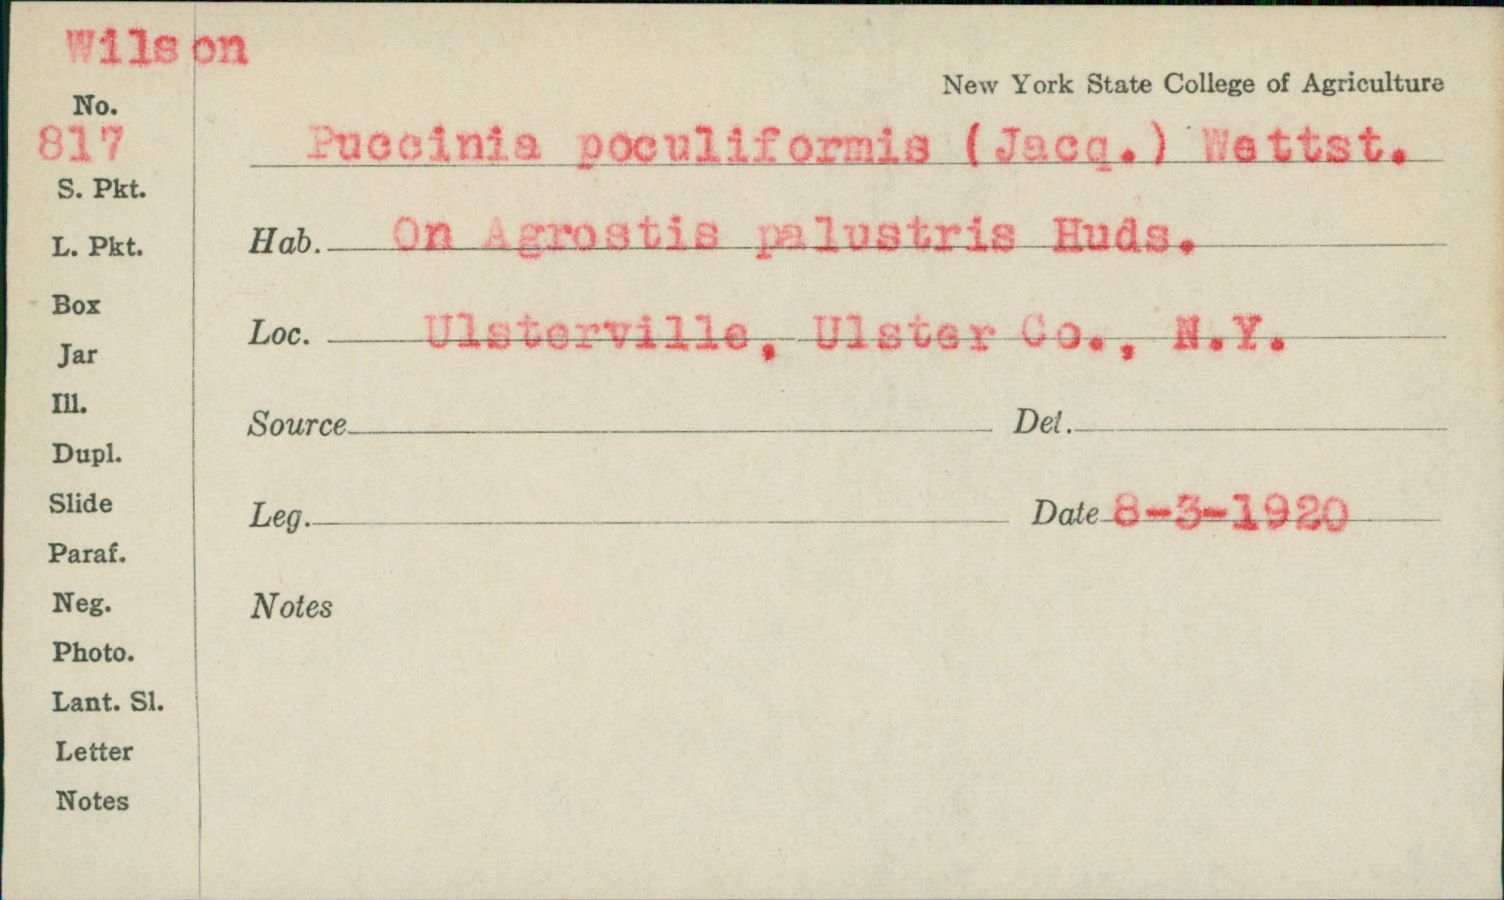 Wilson
New York State College of Agriculture
No.
817
Puccinia poculiformis (Jacq.) Wettst.
S. Pkt.
Hab. On Agrostis palustris Huds.
L. Pkt.
Box
Loc. Ulsterville, Ulster Co., N.Y.
Jar
Ill.
Source Det.
Dupl.
Slide
Leg. Date 8-3-1920
Paraf.
Neg.
Notes
Photo.
Lant. Sl.
Letter
Notes